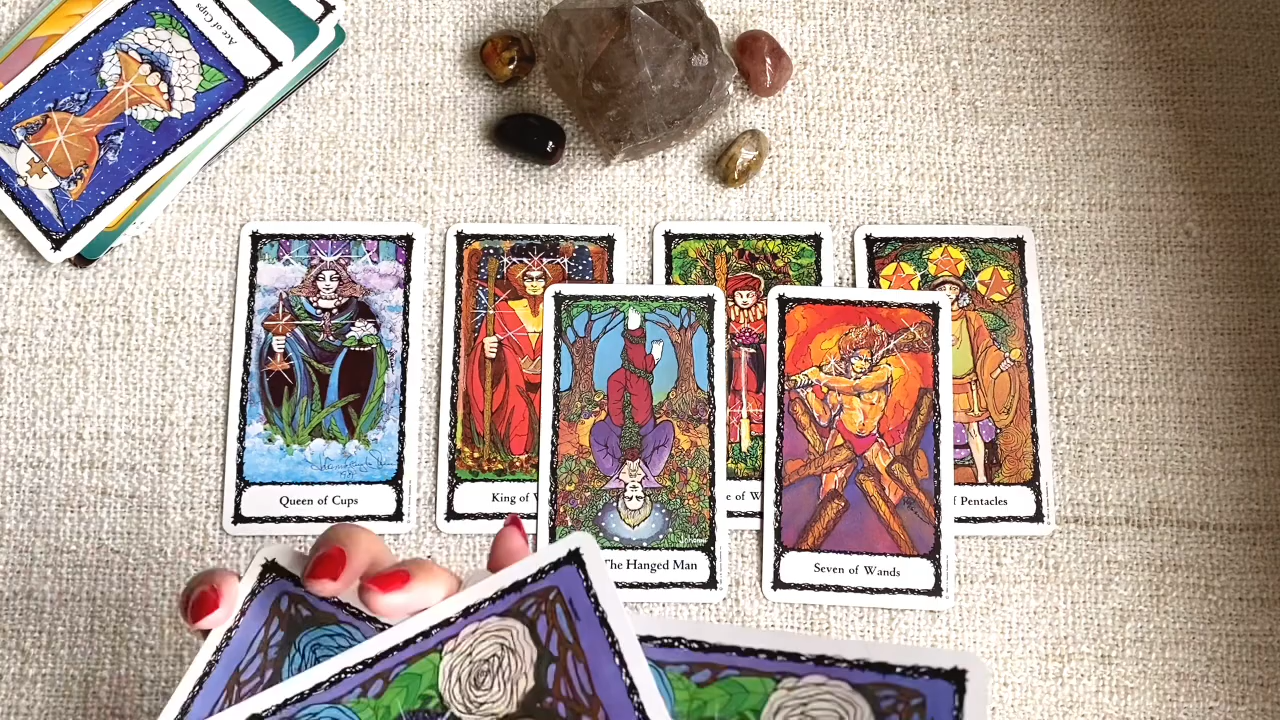 Ace of Cups
Queen of Cups
King of
The Hanged Man
of
Seven of Wands
Pentacles